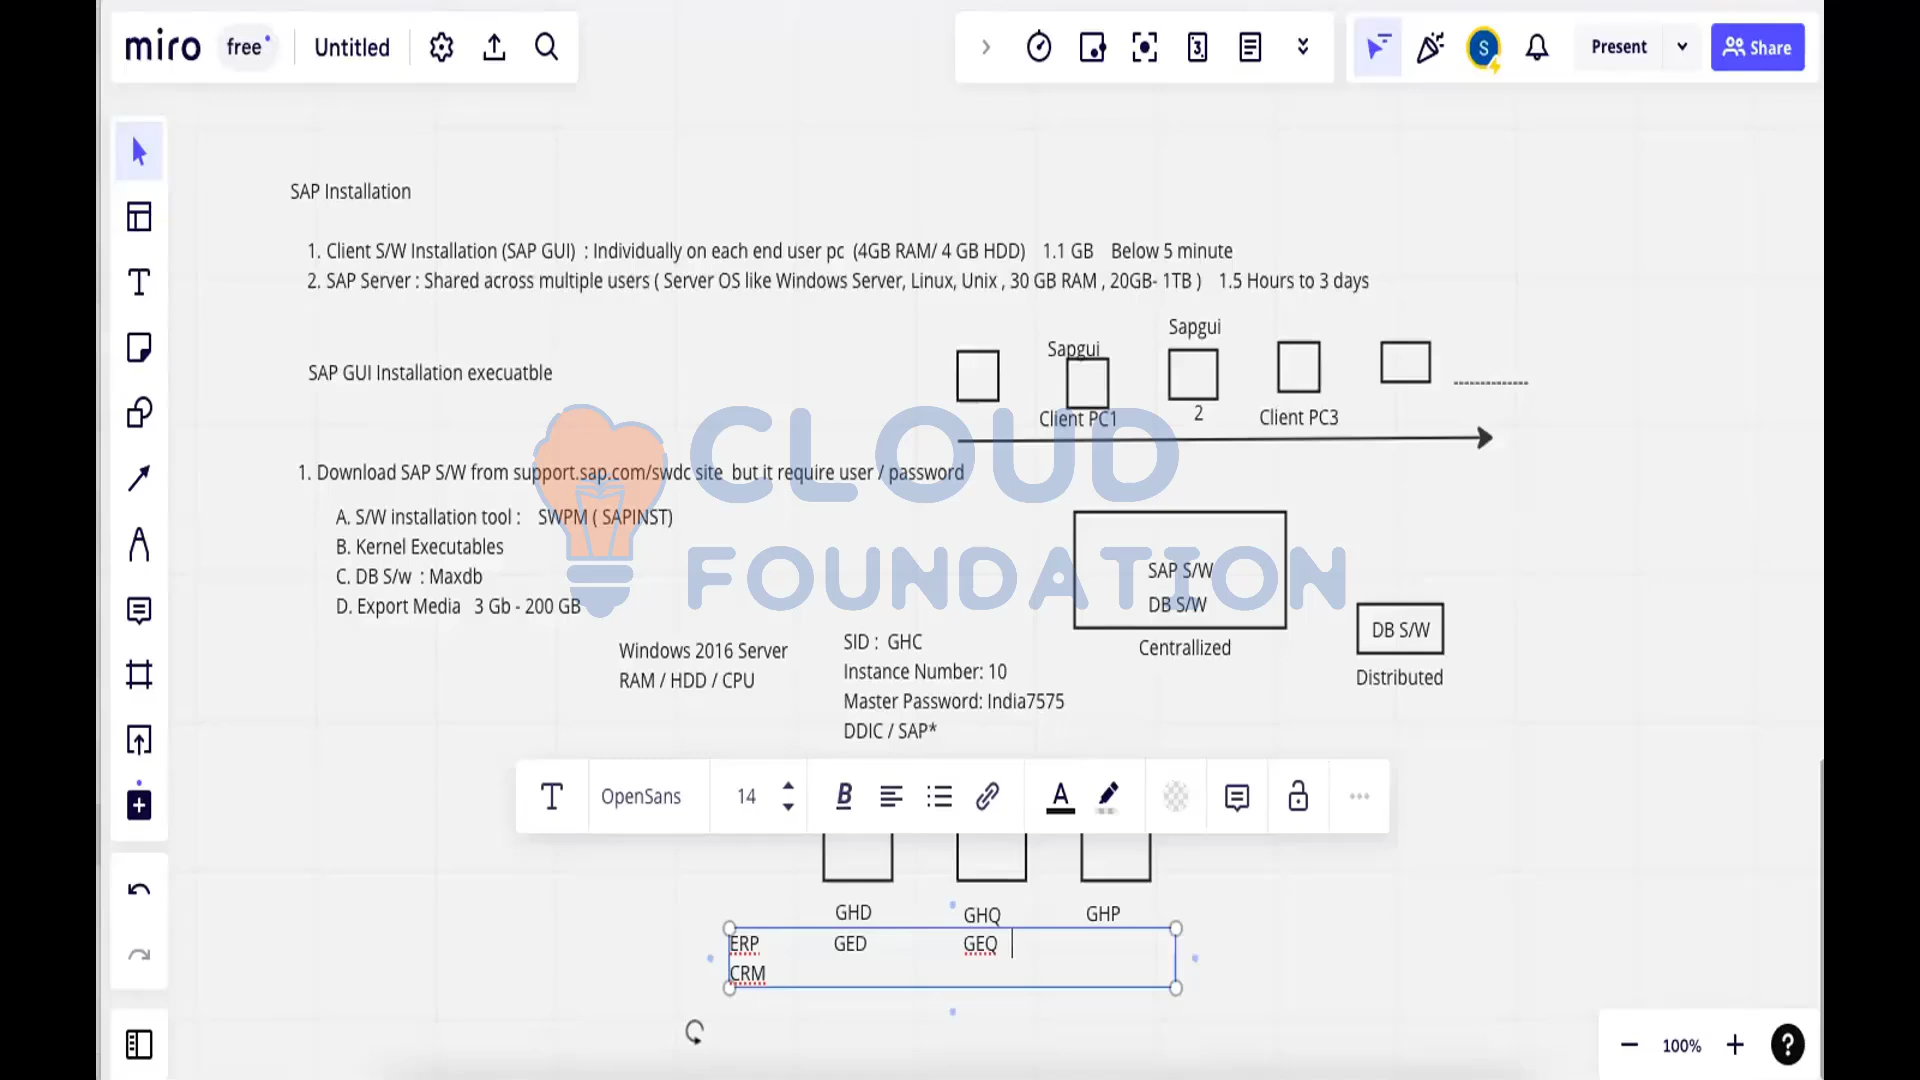 miro free Untitled
Present
Share
S
3
SAP Installation
1. Client S/W Installation (SAP GUI) : Individually on each end user pc (4GB RAM/ 4 GB HDD) 1.1 GB Below 5 minute
2. SAP Server : Shared across multiple users ( Server OS like Windows Server, Linux, Unix , 30 GB RAM , 20GB- 1TB ) 1.5 Hours to 3 days
Sapgui
Sapgui
SAP GUI Installation execuatble
Client PC1
2
Client PC3
1. Download SAP S/W from support.sap.com/swdc site but it require user / password
CLOUD
FOUNDATION
A. S/W installation tool : SWPM ( SAPINST)
B. Kernel Executables
C. DB S/w : Maxdb
D. Export Media 3 Gb - 200 GB
SAP S/W
DB S/W
Centrallized
DB S/W
Distributed
Windows 2016 Server
RAM / HDD / CPU
SID : GHC
Instance Number: 10
Master Password: India7575
DDIC / SAP*
OpenSans
14
B
A
GHD GHQ GHP
ERP GED GEQ
CRM
100%
?